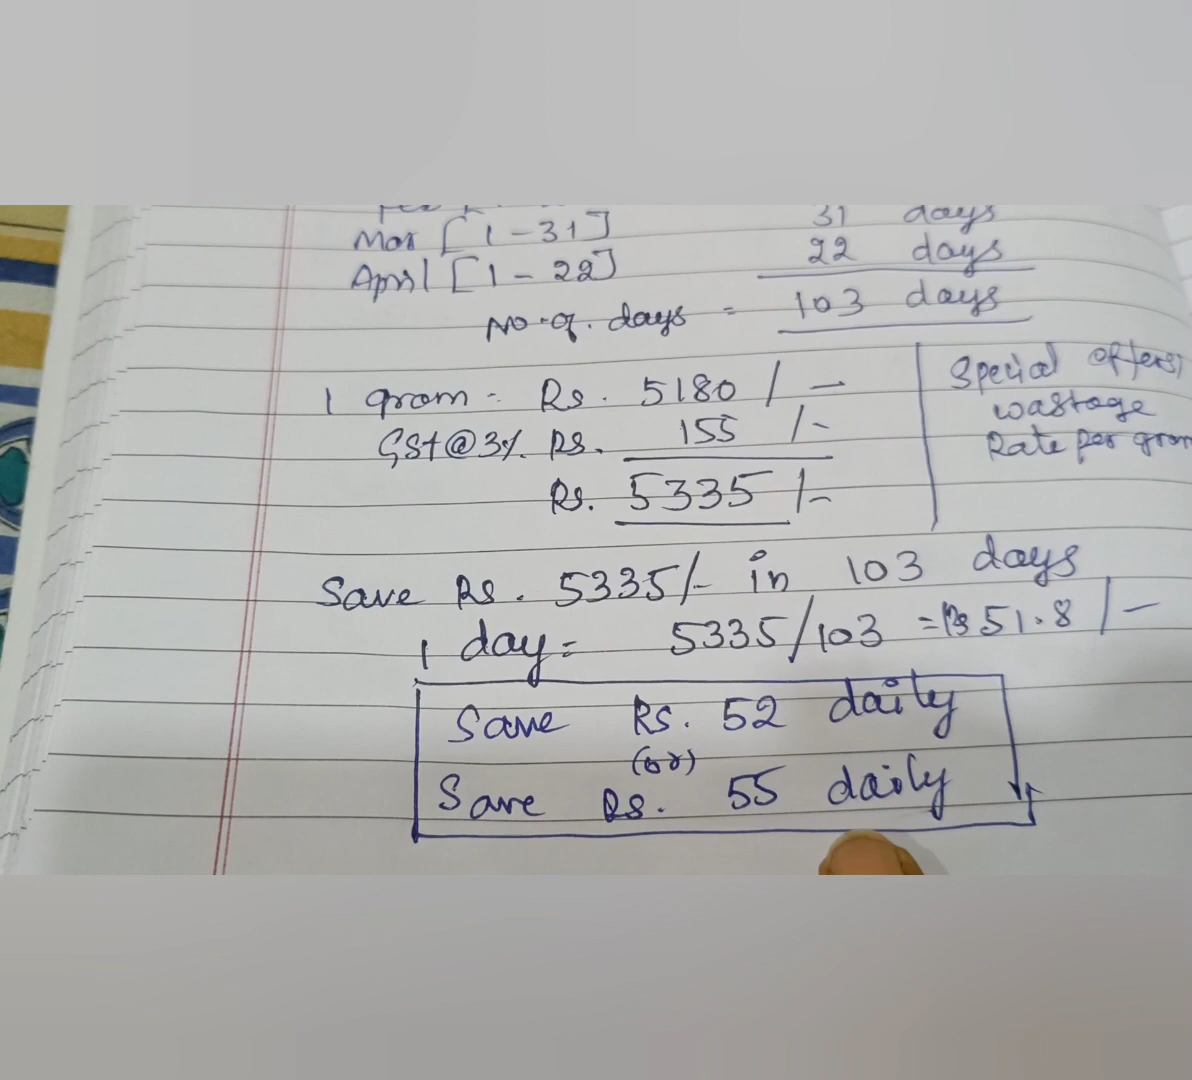 31 days
Mar [1-31]
22 days
April [1 - 22]
No. of. days = 103 days
1 gram - Rs. 5180/-
GSt@3%. Rs. 155/-
Rs. 5335/-
Special offers,
wastage
Rate per gram
Save Rs. 5335/- in 103 days
1 day = 5335/103 = Rs 51.8/-
Save Rs. 52 daily
(or)
Save Rs. 55 daily